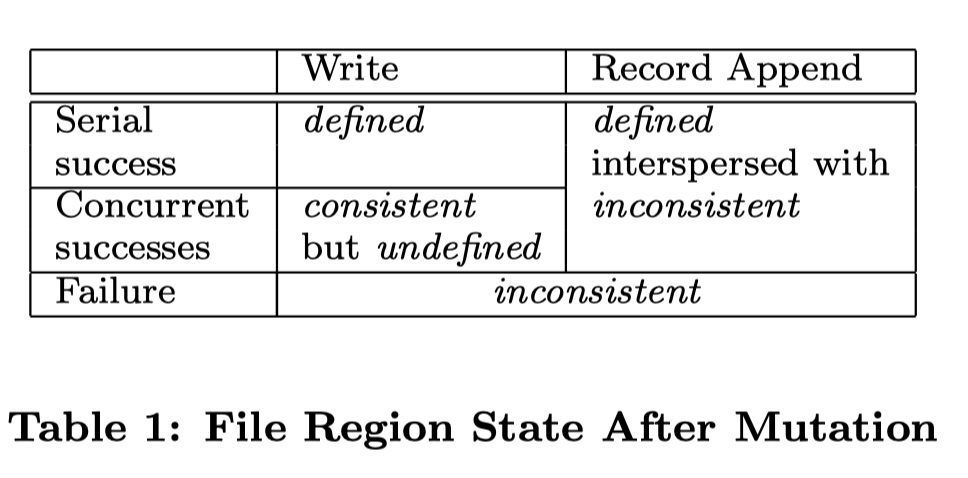 Write Record Append
Serial defined defined
success interspersed with
Concurrent consistent inconsistent
successes but undefined
Failure inconsistent
Table 1: File Region State After Mutation